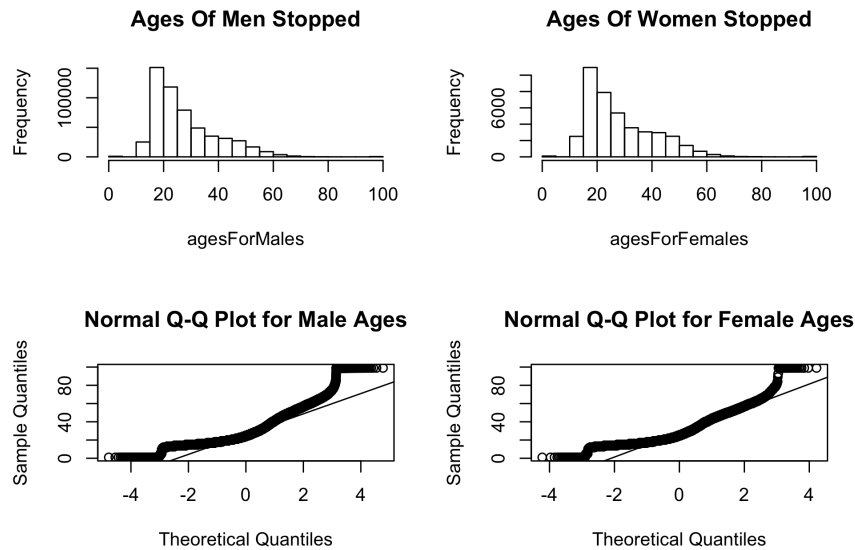 Ages Of Men Stopped
Frequency
100000
0
0 20 40 60 80 100
agesForMales
Ages Of Women Stopped
Frequency
6000
0
0 20 40 60 80 100
agesForFemales
Normal Q-Q Plot for Male Ages
Sample Quantiles
80
40
0
-4 -2 0 2 4
Theoretical Quantiles
Normal Q-Q Plot for Female Ages
Sample Quantiles
80
40
0
-4 -2 0 2 4
Theoretical Quantiles